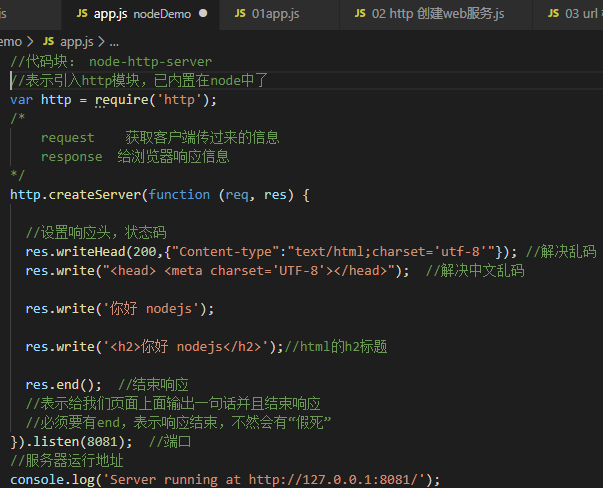 js
JS app.js nodeDemo
JS 01app.js
JS 02 http 创建web服务.js
JS 03 url
emo > JS app.js > ...
//代码块： node-http-server
//表示引入http模块，已内置在node中了
var http = require('http');
/*
request 获取客户端传过来的信息
response 给浏览器响应信息
*/
http.createServer(function (req, res) {
//设置响应头，状态码
res.writeHead(200,{"Content-type":"text/html;charset='utf-8'"}); //解决乱码
res.write("<head> <meta charset='UTF-8'></head>"); //解决中文乱码
res.write('你好 nodejs');
res.write('<h2>你好 nodejs</h2>');//html的h2标题
res.end(); //结束响应
//表示给我们页面上面输出一句话并且结束响应
//必须要有end，表示响应结束，不然会有“假死”
}).listen(8081); //端口
//服务器运行地址
console.log('Server running at http://127.0.0.1:8081/');